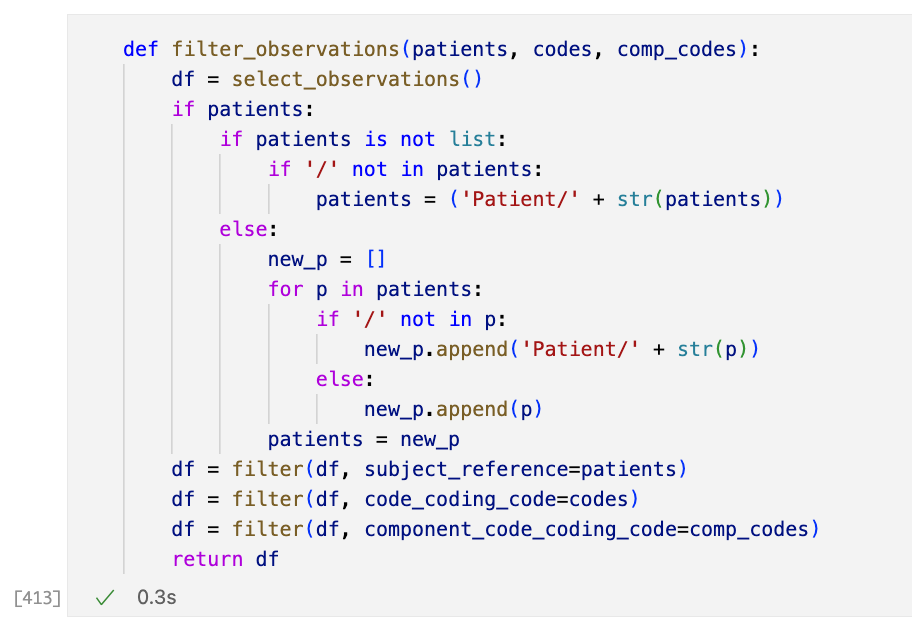 def filter_observations(patients, codes, comp_codes):
    df = select_observations()
    if patients:
        if patients is not list:
            if '/' not in patients:
                patients = ('Patient/' + str(patients))
        else:
            new_p = []
            for p in patients:
                if '/' not in p:
                    new_p.append('Patient/' + str(p))
                else:
                    new_p.append(p)
            patients = new_p
    df = filter(df, subject_reference=patients)
    df = filter(df, code_coding_code=codes)
    df = filter(df, component_code_coding_code=comp_codes)
    return df
[413] ✓ 0.3s